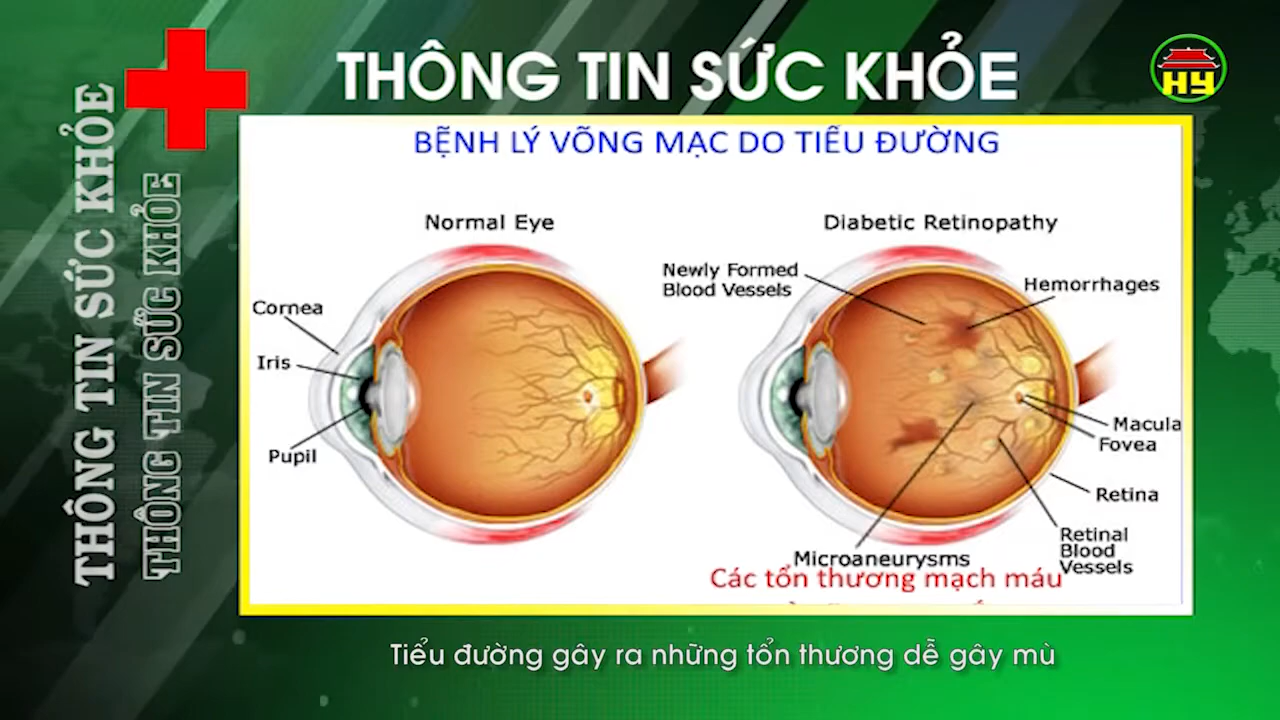 THÔNG TIN SỨC KHỎE
HY
THÔNG TIN SỨC KHỎE
THÔNG TIN SỨC KHỎE
BỆNH LÝ VÕNG MẠC DO TIỂU ĐƯỜNG
Normal Eye
Cornea
Iris
Pupil
Diabetic Retinopathy
Newly Formed
Blood Vessels
Hemorrhages
Macula
Fovea
Retina
Retinal
Blood
Vessels
Microaneurysms
Các tổn thương mạch máu
Tiểu đường gây ra những tổn thương dễ gây mù